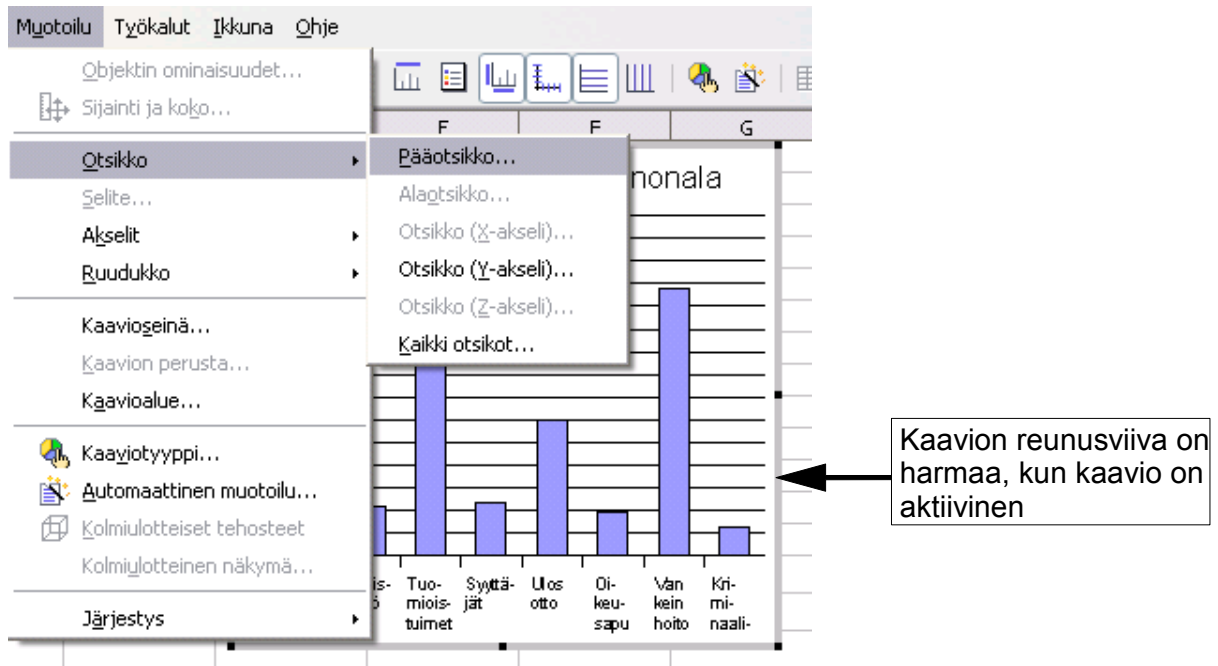 Muotoilu Työkalut Ikkuna Ohje
Objektin ominaisuudet...
Sijainti ja koko...
Otsikko
Selite...
Akselit
Ruudukko
Kaavioseinä...
Kaavion perusta...
Kaavioalue...
Kaaviotyyppi...
Automaattinen muotoilu...
Kolmiulotteiset tehosteet
Kolmiulotteinen näkymä...
Järjestys
Pääotsikko...
Alaotsikko...
Otsikko (X-akseli)...
Otsikko (Y-akseli)...
Otsikko (Z-akseli)...
Kaikki otsikot...
G
nonala
is- Tuo- Syyttä- Ulos Oi- Van Kri-
miois- jät otto keu- kein mi-
tuimet sapu hoito naali-
Kaavion reunusviiva on
harmaa, kun kaavio on
aktiivinen